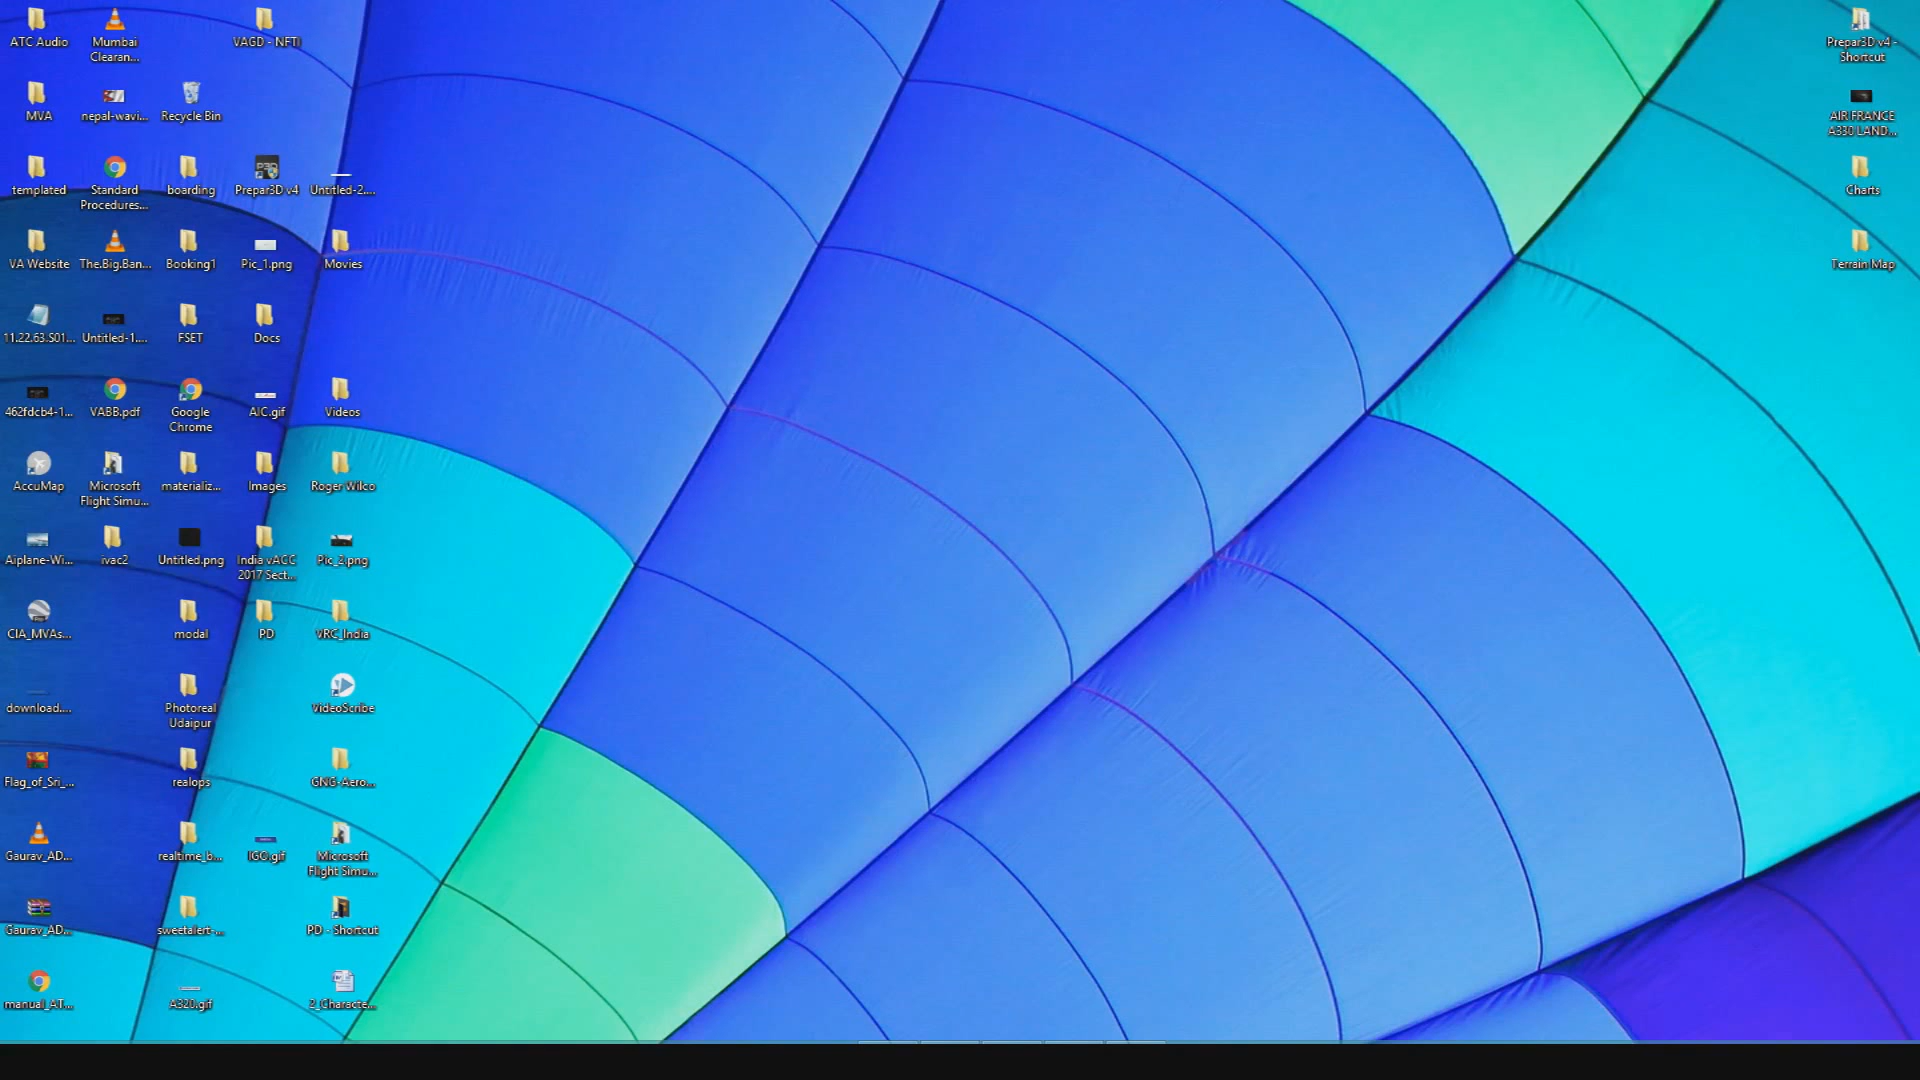 ATC Audio
Mumbai
Clearan...
VAGD - NFTI
Prepar3D v4 -
Shortcut
MVA
nepal-wavi...
Recycle Bin
AIR FRANCE
A330 LAND...
templated
Standard
Procedures...
boarding
Prepar3D v4
Untitled-2....
Charts
VA Website
The.Big.Ban...
Booking1
Pic_1.png
Movies
Terrain Map
11.22.63.S01...
Untitled-1....
FSET
Docs
462fdcb4-1...
VABB.pdf
Google
Chrome
AIC.gif
Videos
AccuMap
Microsoft
Flight Simu...
materializ...
Images
Roger Wilco
Aiplane-Wi...
ivac2
Untitled.png
India vACC
2017 Sect...
Pic_2.png
CIA_MVAs...
modal
PD
VRC_India
download....
Photoreal
Udaipur
VideoScribe
Flag_of_Sri_...
realops
GNG-Aero...
Gaurav_AD...
realtime_b...
IGO.gif
Microsoft
Flight Simu...
Gaurav_AD...
sweetalert-...
PD - Shortcut
manual_AT...
A320.gif
2_Characte...